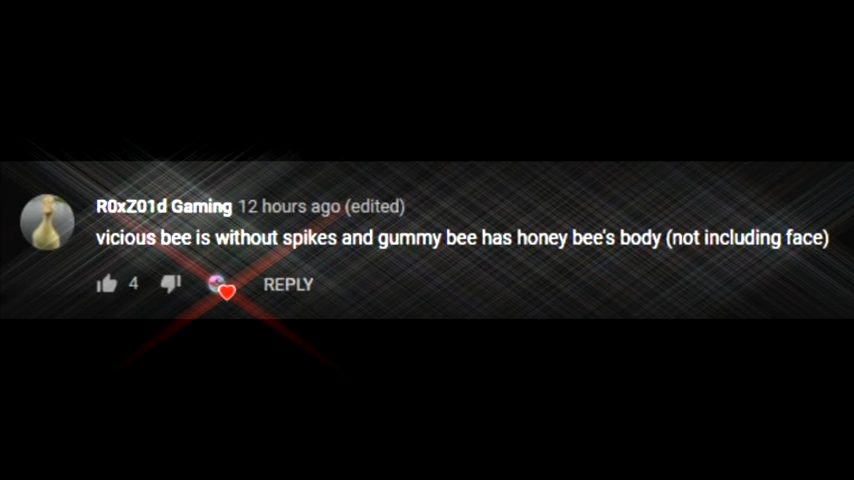 R0xZ01d Gaming 12 hours ago (edited)
vicious bee is without spikes and gummy bee has honey bee's body (not including face)
4 REPLY